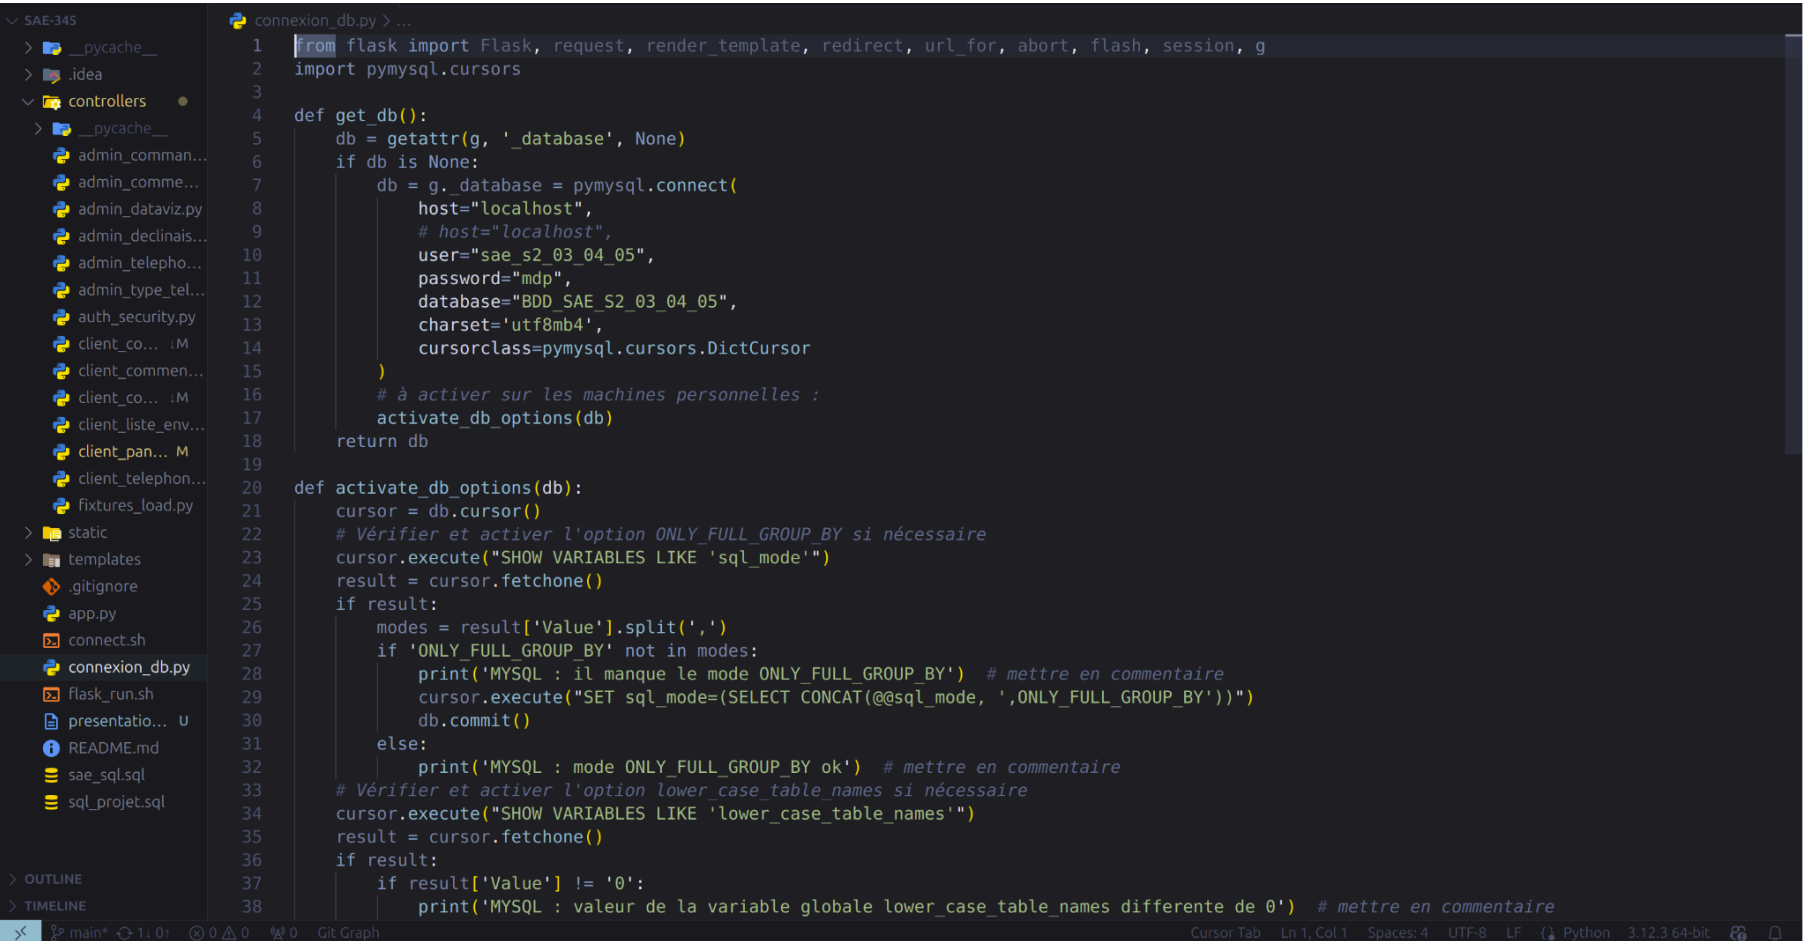 SAE-345
__pycache__
.idea
controllers
__pycache__
admin_comman...
admin_comme...
admin_dataviz.py
admin_declinais...
admin_telepho...
admin_type_tel...
auth_security.py
client_co... ↓M
client_commen...
client_co... ↓M
client_liste_env...
client_pan... M
client_telephon...
fixtures_load.py
static
templates
.gitignore
app.py
connect.sh
connexion_db.py
flask_run.sh
presentatio... U
README.md
sae_sql.sql
sql_projet.sql
OUTLINE
TIMELINE
connexion_db.py > ...
1 from flask import Flask, request, render_template, redirect, url_for, abort, flash, session, g
2 import pymysql.cursors
3
4 def get_db():
5     db = getattr(g, '_database', None)
6     if db is None:
7         db = g._database = pymysql.connect(
8             host="localhost",
9             # host="localhost",
10             user="sae_s2_03_04_05",
11             password="mdp",
12             database="BDD_SAE_S2_03_04_05",
13             charset='utf8mb4',
14             cursorclass=pymysql.cursors.DictCursor
15         )
16         # à activer sur les machines personnelles :
17         activate_db_options(db)
18     return db
19
20 def activate_db_options(db):
21     cursor = db.cursor()
22     # Vérifier et activer l'option ONLY_FULL_GROUP_BY si nécessaire
23     cursor.execute("SHOW VARIABLES LIKE 'sql_mode'")
24     result = cursor.fetchone()
25     if result:
26         modes = result['Value'].split(',')
27         if 'ONLY_FULL_GROUP_BY' not in modes:
28             print('MYSQL : il manque le mode ONLY_FULL_GROUP_BY')  # mettre en commentaire
29             cursor.execute("SET sql_mode=(SELECT CONCAT(@@sql_mode, ',ONLY_FULL_GROUP_BY'))")
30             db.commit()
31         else:
32             print('MYSQL : mode ONLY_FULL_GROUP_BY ok')  # mettre en commentaire
33     # Vérifier et activer l'option lower_case_table_names si nécessaire
34     cursor.execute("SHOW VARIABLES LIKE 'lower_case_table_names'")
35     result = cursor.fetchone()
36     if result:
37         if result['Value'] != '0':
38             print('MYSQL : valeur de la variable globale lower_case_table_names differente de 0')  # mettre en commentaire
main* 1↓ 0↑ 0 0 0 Git Graph Cursor Tab Ln 1, Col 1 Spaces: 4 UTF-8 LF Python 3.12.3 64-bit